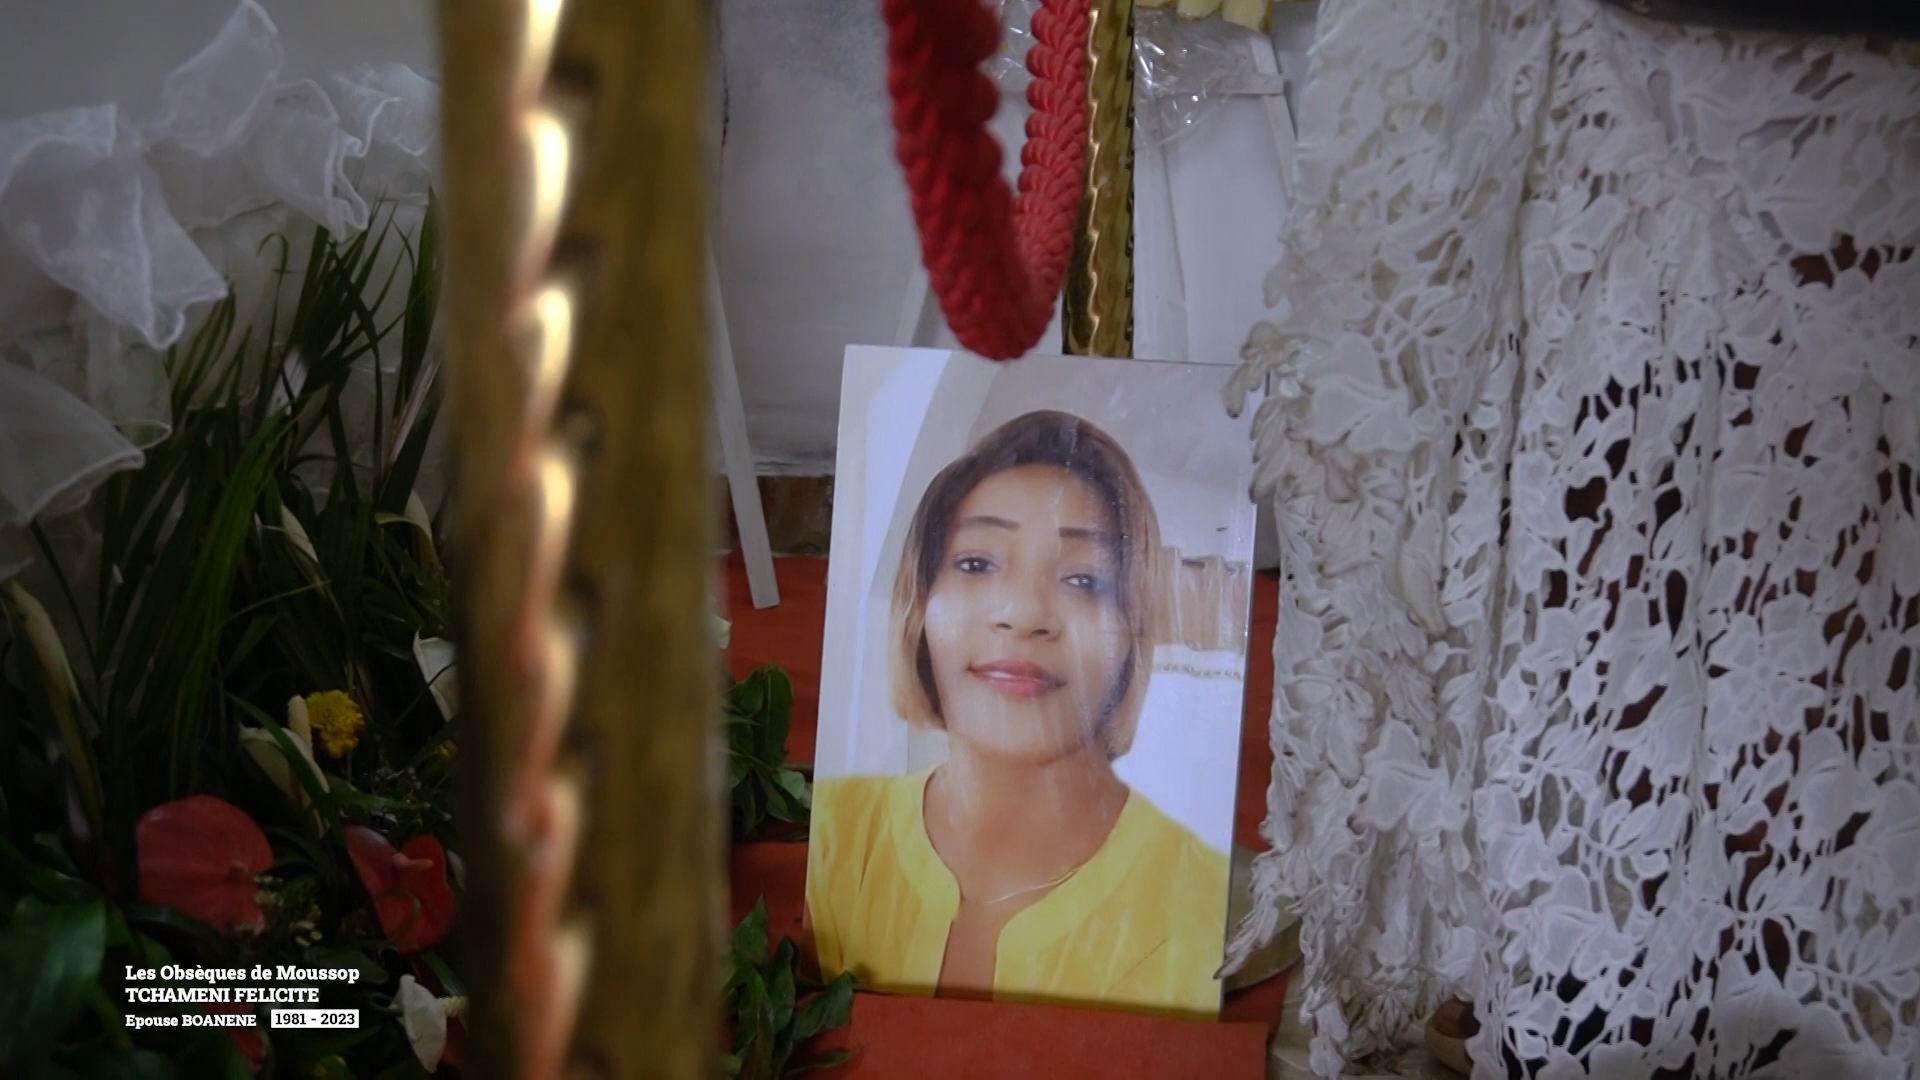 Les Obsèques de Moussop
TCHAMENI FELICITE
Epouse BOANENE 1981 - 2023